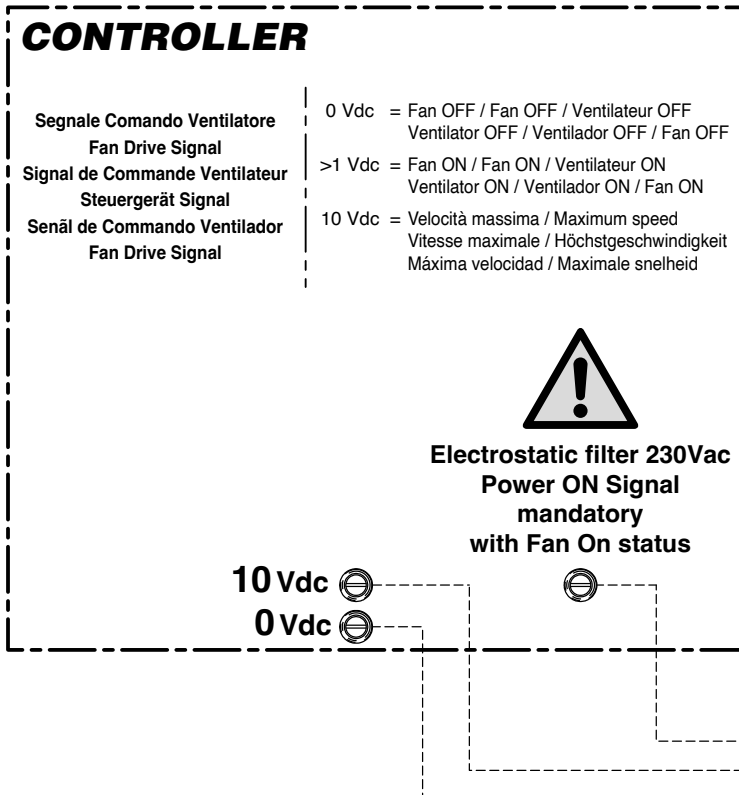 CONTROLLER
Segnale Comando Ventilatore
Fan Drive Signal
Signal de Commande Ventilateur
Steuergerät Signal
Senãl de Commando Ventilador
Fan Drive Signal
0 Vdc = Fan OFF / Fan OFF / Ventilateur OFF
Ventilator OFF / Ventilador OFF / Fan OFF
>1 Vdc = Fan ON / Fan ON / Ventilateur ON
Ventilator ON / Ventilador ON / Fan ON
10 Vdc = Velocità massima / Maximum speed
Vitesse maximale / Höchstgeschwindigkeit
Máxima velocidad / Maximale snelheid
!
Electrostatic filter 230Vac
Power ON Signal
mandatory
with Fan On status
10 Vdc
0 Vdc